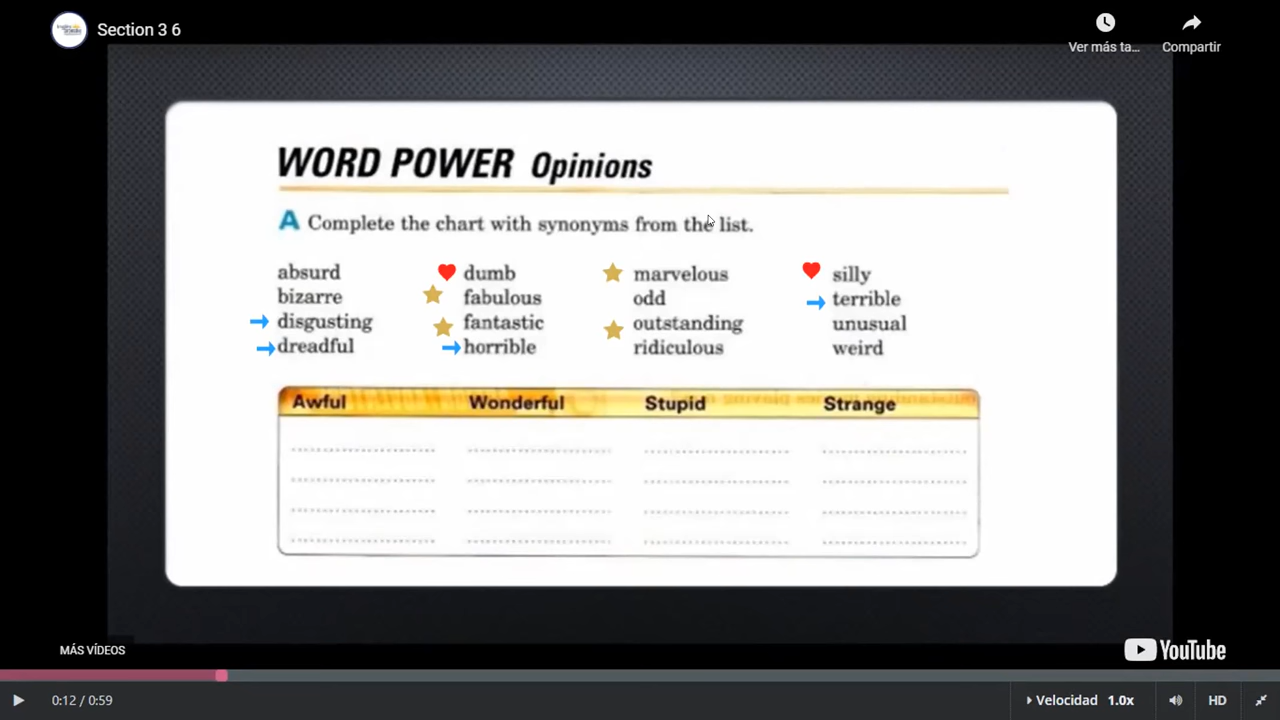 Section 3 6
Ver más ta...
Compartir
WORD POWER Opinions
A Complete the chart with synonyms from the list.
absurd dumb marvelous silly
bizarre fabulous odd terrible
disgusting fantastic outstanding unusual
dreadful horrible ridiculous weird
Awful Wonderful Stupid Strange
MÁS VÍDEOS
YouTube
0:12 / 0:59
Velocidad 1.0x
HD